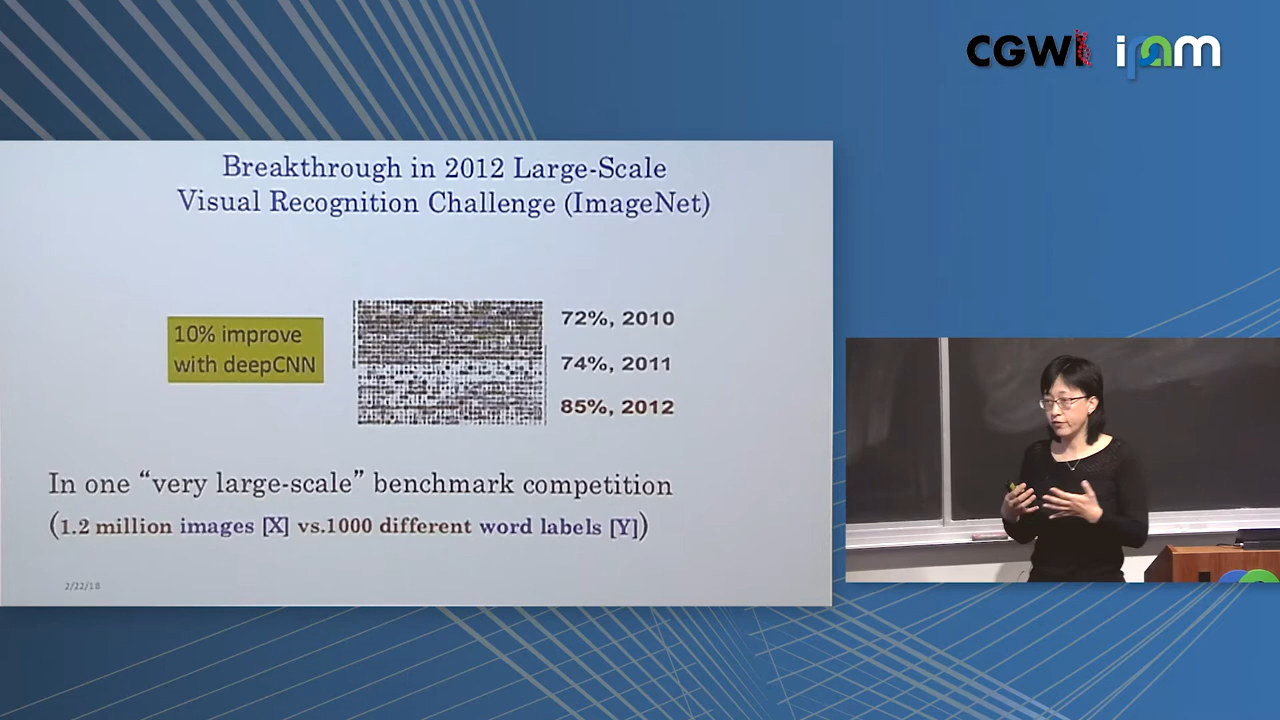 CGWI ipam
Breakthrough in 2012 Large-Scale
Visual Recognition Challenge (ImageNet)
10% improve
with deepCNN
72%, 2010
74%, 2011
85%, 2012
In one “very large-scale” benchmark competition
(1.2 million images [X] vs.1000 different word labels [Y])
2/22/18